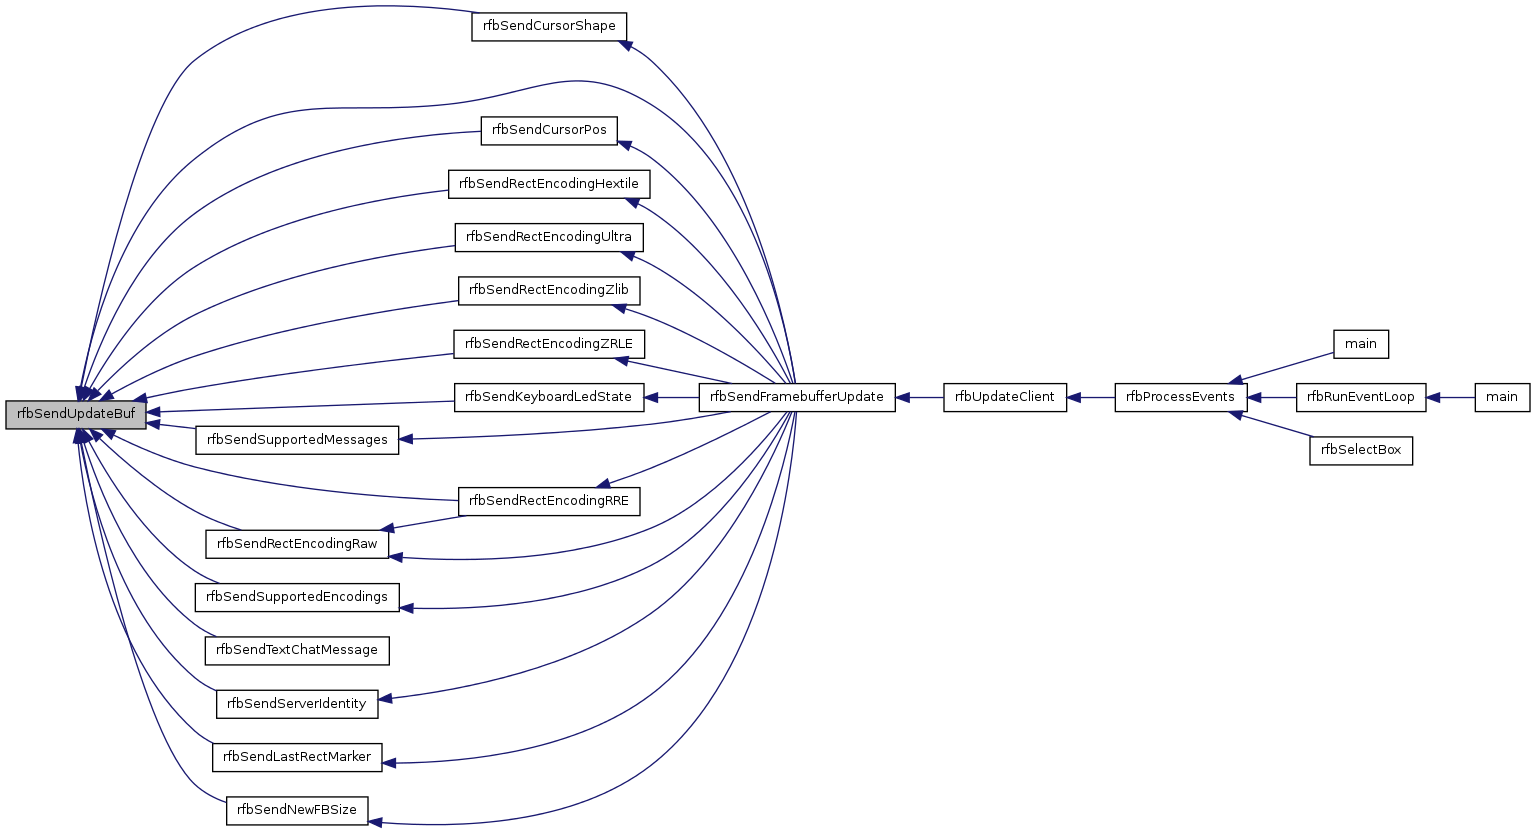 rfbSendCursorShape
rfbSendCursorPos
rfbSendRectEncodingHextile
rfbSendRectEncodingUltra
rfbSendRectEncodingZlib
rfbSendRectEncodingZRLE
main
rfbSendUpdateBuf
rfbSendKeyboardLedState
rfbSendFramebufferUpdate
rfbUpdateClient
rfbProcessEvents
rfbRunEventLoop
main
rfbSendSupportedMessages
rfbSelectBox
rfbSendRectEncodingRRE
rfbSendRectEncodingRaw
rfbSendSupportedEncodings
rfbSendTextChatMessage
rfbSendServerIdentity
rfbSendLastRectMarker
rfbSendNewFBSize